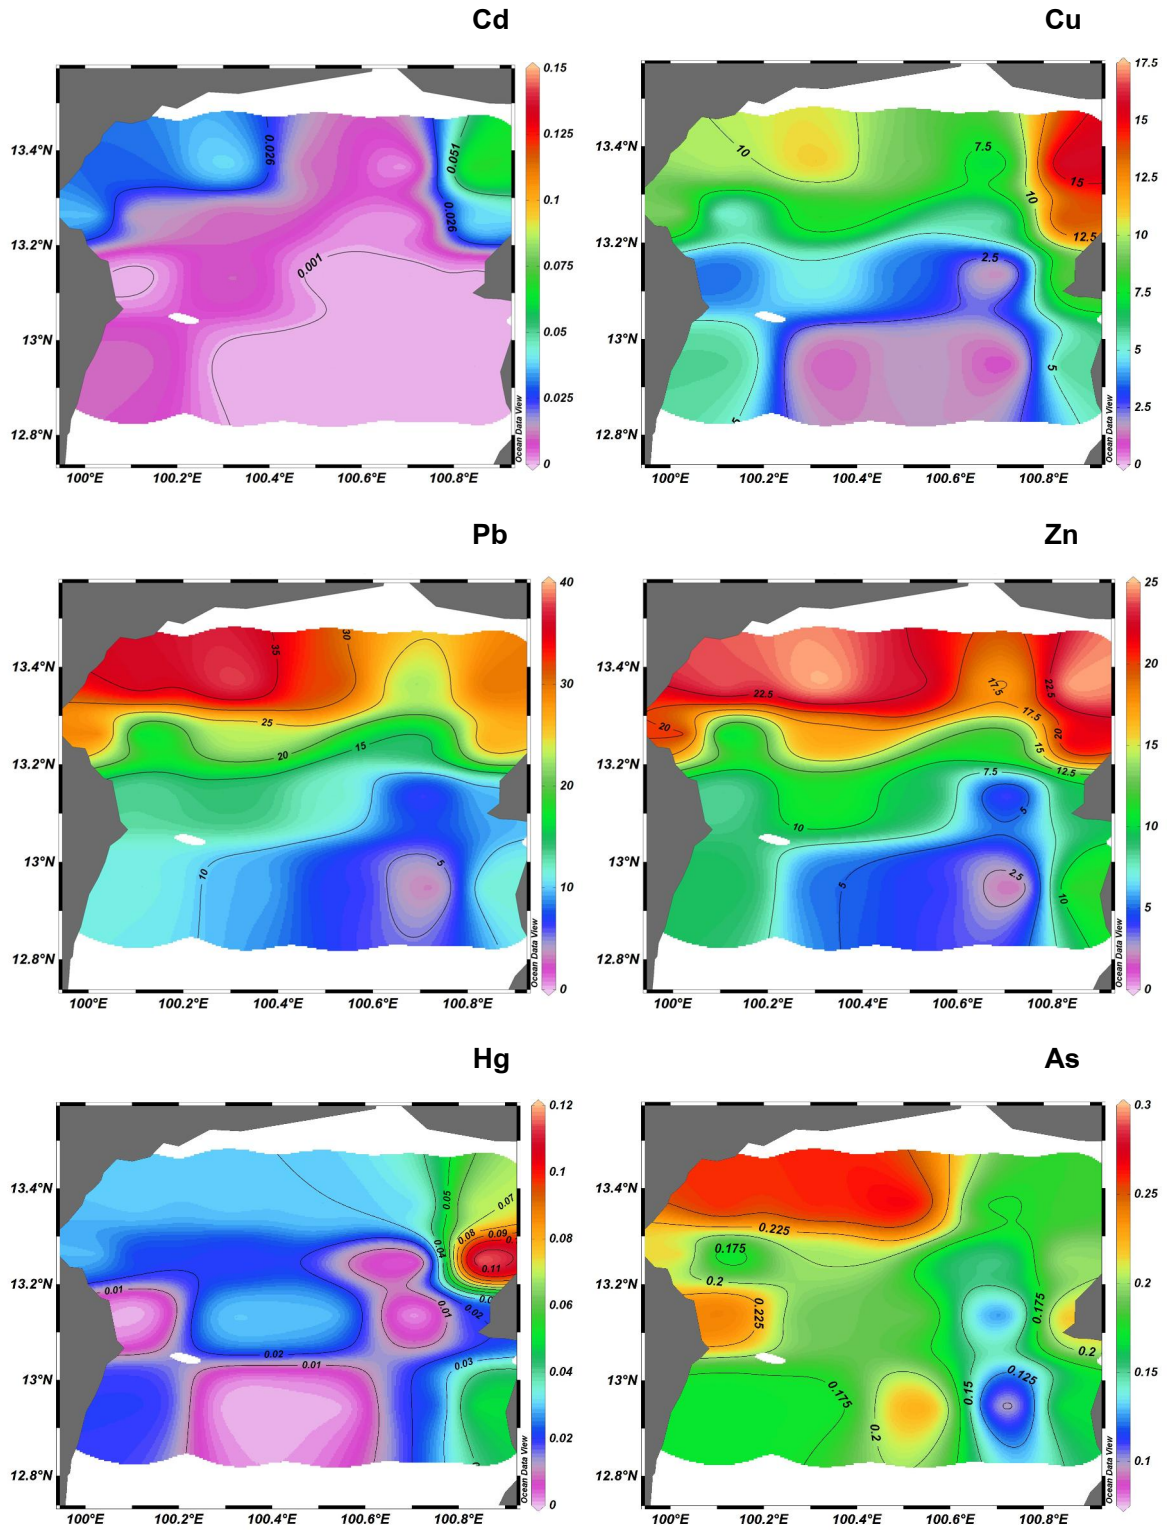 Cd
Cu
0.15
0.125
0.1
0.075
0.05
0.025
0
13.4°N
13.2°N
13°N
12.8°N
100°E
100.2°E
100.4°E
100.6°E
100.8°E
0.026
0.051
0.026
0.001
Ocean Data View
17.5
15
12.5
10
7.5
5
2.5
0
13.4°N
13.2°N
13°N
12.8°N
100°E
100.2°E
100.4°E
100.6°E
100.8°E
10
7.5
10
15
12.5
2.5
5
5
Ocean Data View
Pb
Zn
40
30
20
10
0
13.4°N
13.2°N
13°N
12.8°N
100°E
100.2°E
100.4°E
100.6°E
100.8°E
35
30
25
20
15
10
5
Ocean Data View
25
20
15
10
5
0
13.4°N
13.2°N
13°N
12.8°N
100°E
100.2°E
100.4°E
100.6°E
100.8°E
22.5
17.5
22.5
20
17.5
20
15
12.5
7.5
5
10
5
2.5
10
Ocean Data View
Hg
As
0.12
0.1
0.08
0.06
0.04
0.02
0
13.4°N
13.2°N
13°N
12.8°N
100°E
100.2°E
100.4°E
100.6°E
100.8°E
0.05
0.07
0.08
0.09
0.04
0.11
0.01
0.01
0.02
0.02
0.01
0.03
Ocean Data View
0.3
0.25
0.2
0.15
0.1
13.4°N
13.2°N
13°N
12.8°N
100°E
100.2°E
100.4°E
100.6°E
100.8°E
0.225
0.175
0.2
0.225
0.175
0.2
0.175
0.15
0.125
0.2
Ocean Data View